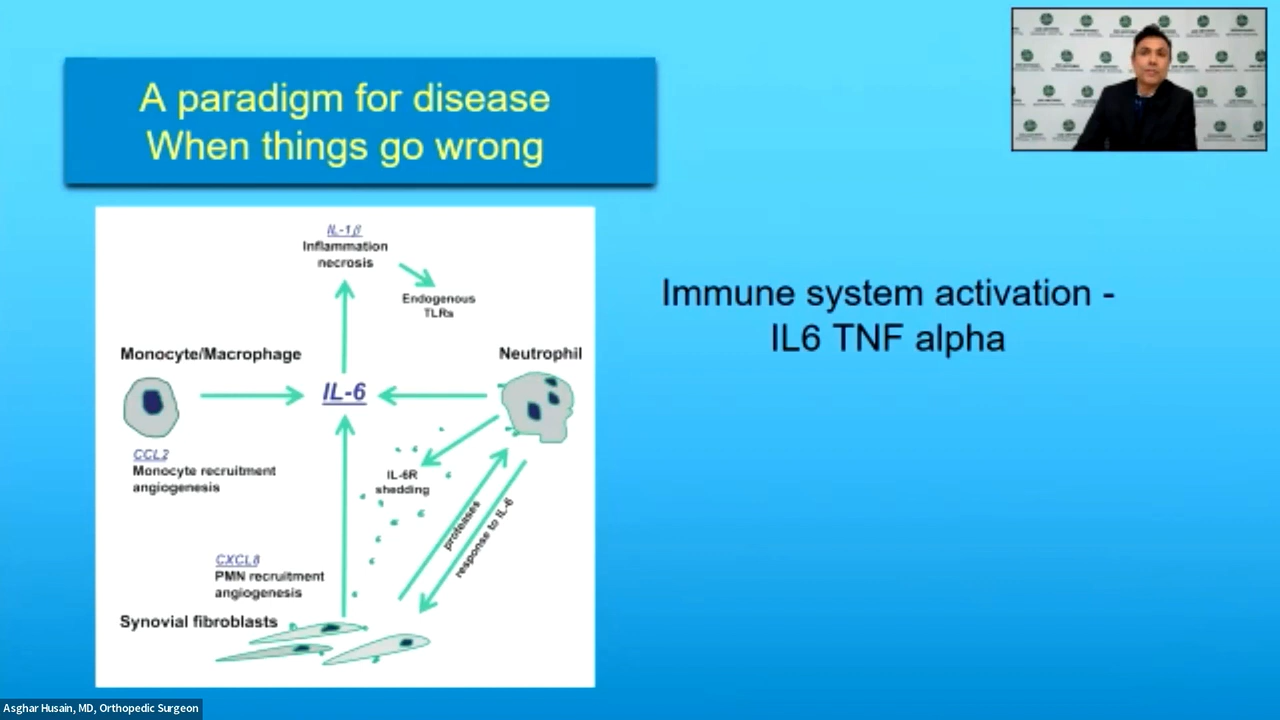 A paradigm for disease
When things go wrong
IL-1β
Inflammation
necrosis
Endogenous
TLRs
Monocyte/Macrophage
Neutrophil
IL-6
CCL2
Monocyte recruitment
angiogenesis
IL-6R
shedding
proteases
response to IL-6
CXCL8
PMN recruitment
angiogenesis
Synovial fibroblasts
Immune system activation -
IL6 TNF alpha
Asghar Husain, MD, Orthopedic Surgeon